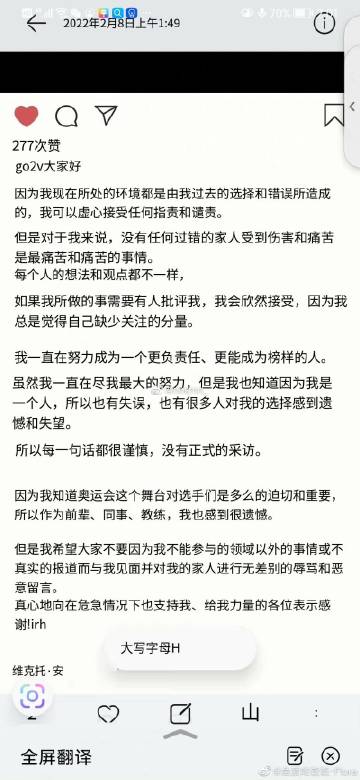 2022年2月8日上午1:49
70%
277次赞
go2v大家好
因为我现在所处的环境都是由我过去的选择和错误所造成
的，我可以虚心接受任何指责和谴责。
但是对于我来说，没有任何过错的家人受到伤害和痛苦
是最痛苦和痛苦的事情。
每个人的想法和观点都不一样，
如果我所做的事需要有人批评我，我会欣然接受，因为我
总是觉得自己缺少关注的分量。
我一直在努力成为一个更负责任、更能成为榜样的人。
虽然我一直在尽我最大的努力，但是我也知道因为我是
一个人，所以也有失误，也有很多人对我的选择感到遗
憾和失望。
所以每一句话都很谨慎，没有正式的采访。
因为我知道奥运会这个舞台对选手们是多么的迫切和重要，
所以作为前辈、同事、教练，我也感到很遗憾。
但是我希望大家不要因为我不能参与的领域以外的事情或不
真实的报道而与我见面并对我的家人进行无差别的辱骂和恶
意留言。
真心地向在危急情况下也支持我、给我力量的各位表示感
谢!irh
大写字母H
维克托·安
山
全屏翻译